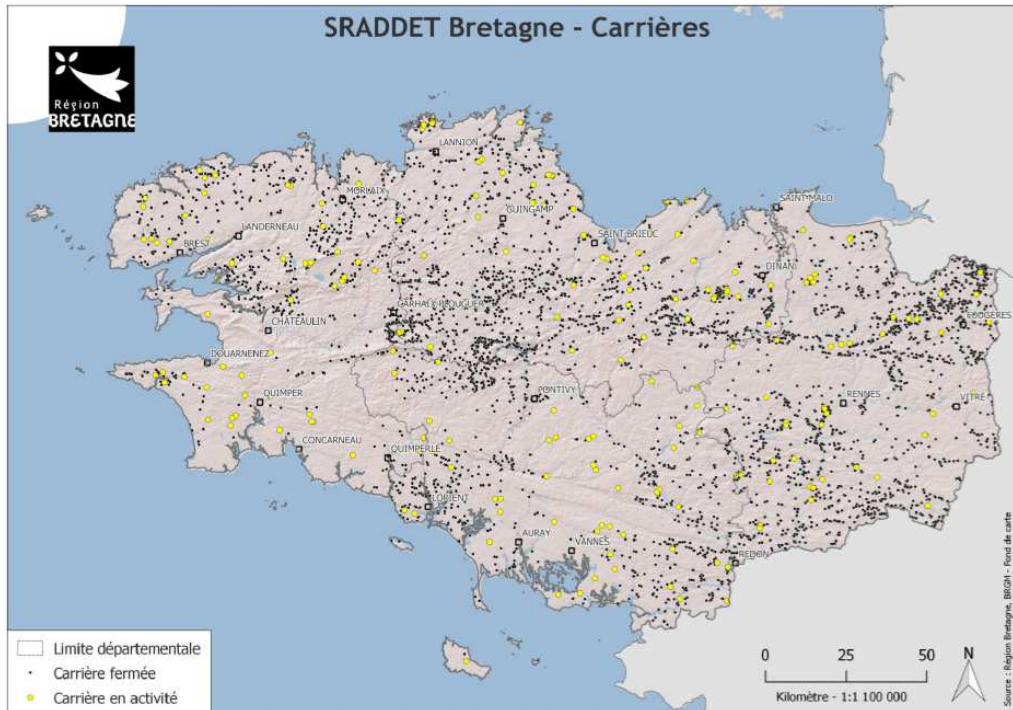 SRADDET Bretagne - Carrières
Région
BRETAGNE
LANNION
MORLAIX
GUINGAMP
SAINT-MALO
LANDERNEAU
SAINT BRIEUC
BREST
DINAN
CARHAIX-PLOUGUER
FOUGERES
CHATEAULIN
DOUARNENEZ
PONTIVY
RENNES
VITRE
QUIMPER
CONCARNEAU
QUIMPERLE
LORIENT
AURAY
VANNES
REDON
Limite départementale
Carrière fermée
Carrière en activité
0 25 50
Kilomètre - 1:1 100 000
N
Source : Région Bretagne, BRGM - Fond de carte